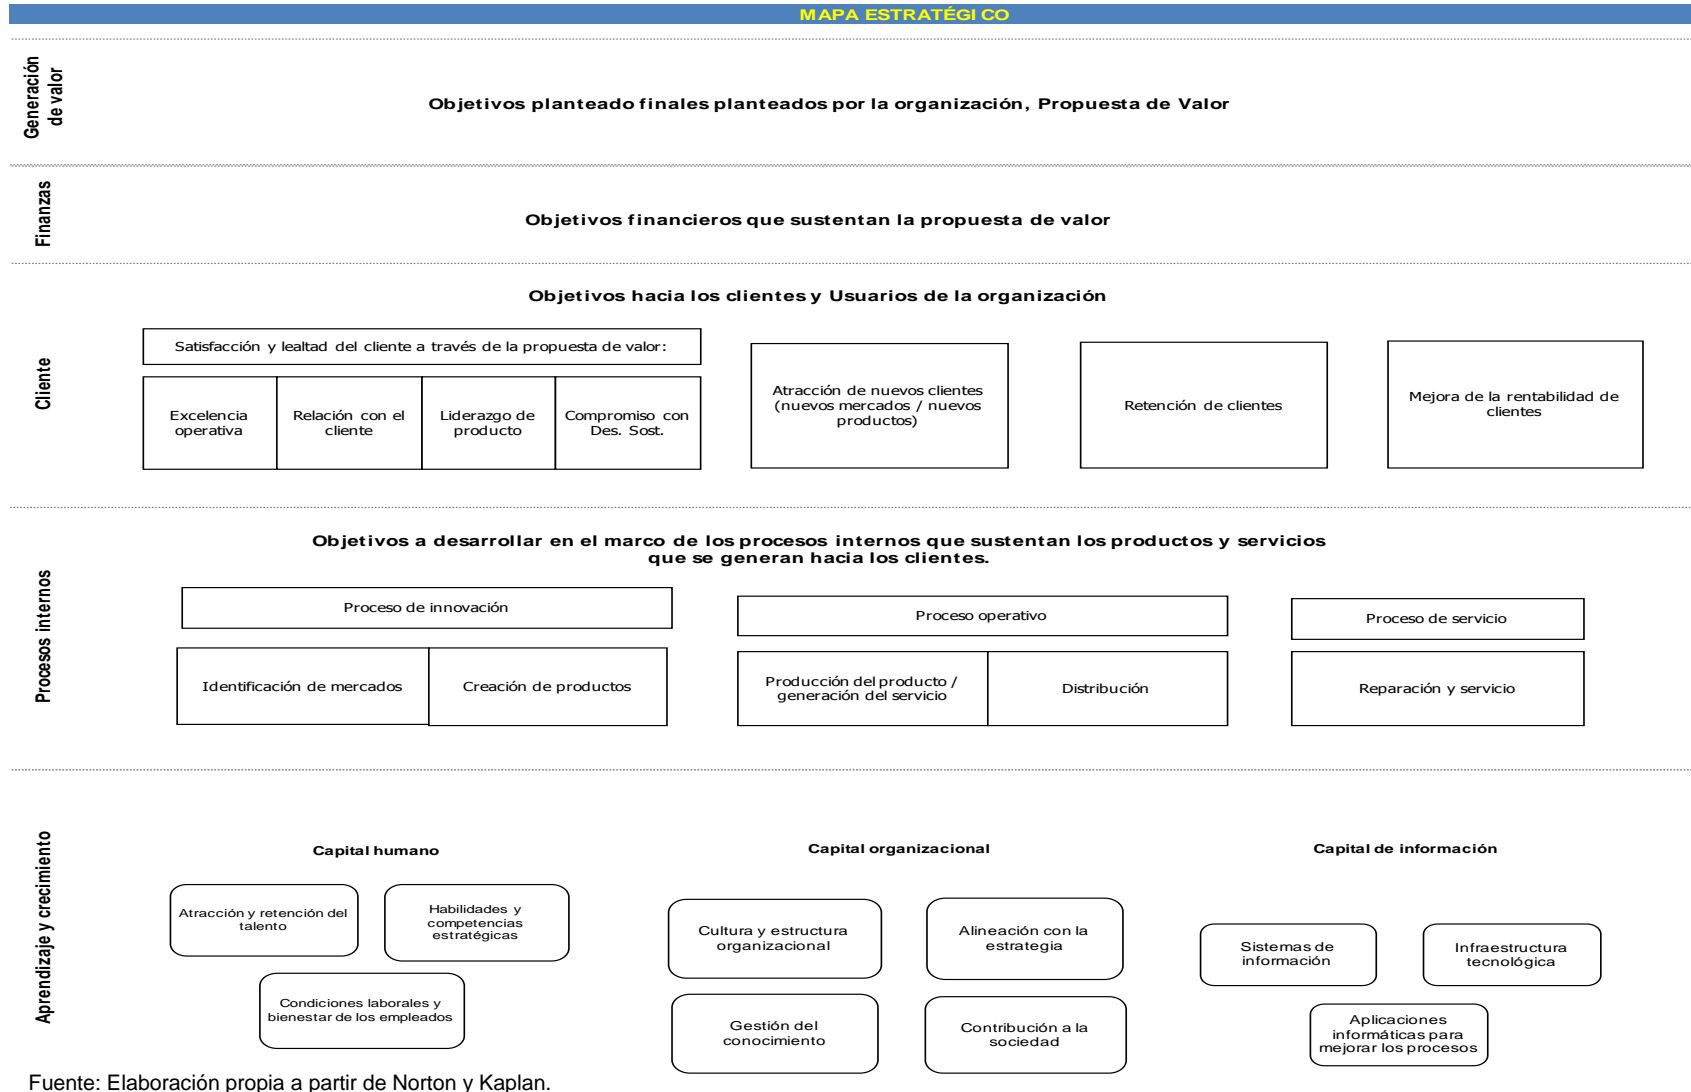 MAPA ESTRATÉGICO
Generación
de valor
Objetivos planteado finales planteados por la organización, Propuesta de Valor
Finanzas
Objetivos financieros que sustentan la propuesta de valor
Cliente
Objetivos hacia los clientes y Usuarios de la organización
Satisfacción y lealtad del cliente a través de la propuesta de valor:
Excelencia
operativa
Relación con el
cliente
Liderazgo de
producto
Compromiso con
Des. Sost.
Atracción de nuevos clientes
(nuevos mercados / nuevos
productos)
Retención de clientes
Mejora de la rentabilidad de
clientes
Procesos internos
Objetivos a desarrollar en el marco de los procesos internos que sustentan los productos y servicios
que se generan hacia los clientes.
Proceso de innovación
Identificación de mercados
Creación de productos
Proceso operativo
Producción del producto /
generación del servicio
Distribución
Proceso de servicio
Reparación y servicio
Aprendizaje y crecimiento
Capital humano
Atracción y retención del
talento
Habilidades y
competencias
estratégicas
Condiciones laborales y
bienestar de los empleados
Capital organizacional
Cultura y estructura
organizacional
Alineación con la
estrategia
Gestión del
conocimiento
Contribución a la
sociedad
Capital de información
Sistemas de
información
Infraestructura
tecnológica
Aplicaciones
informáticas para
mejorar los procesos
Fuente: Elaboración propia a partir de Norton y Kaplan.